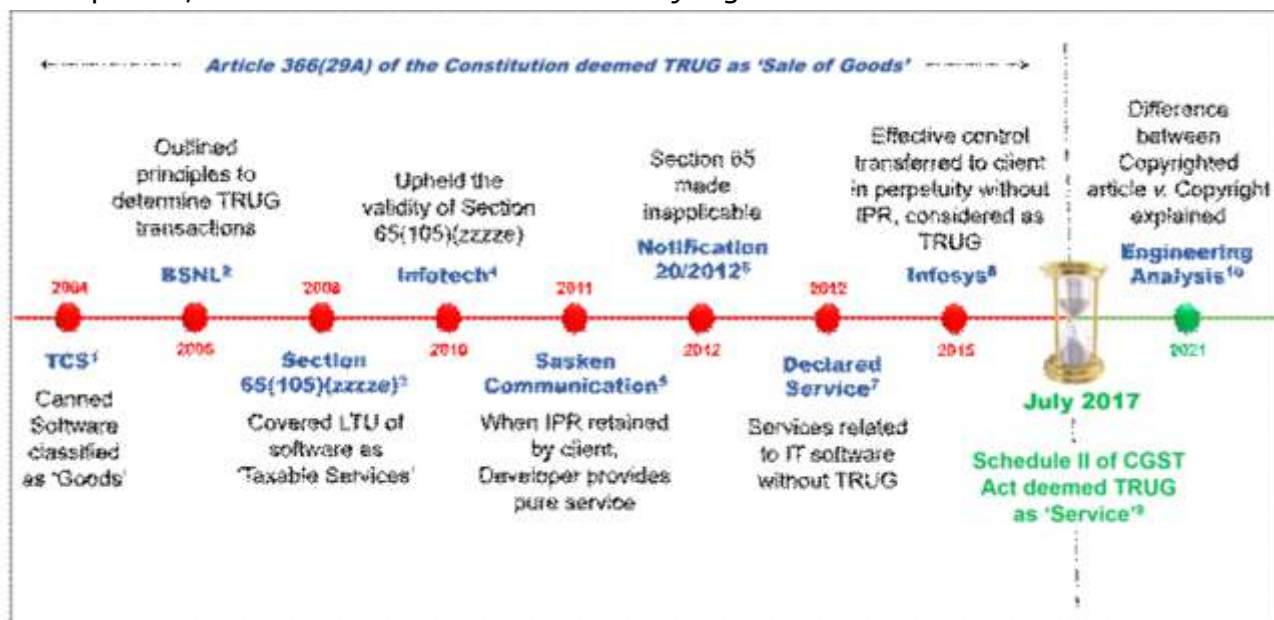 Article 366(29A) of the Constitution deemed TRUG as 'Sale of Goods'
Outlined
principles to
determine TRUG
transactions
BSNL²
Upheld the
validity of Section
65(105)(zzzze)
Infotech⁴
Section 65
made
inapplicable
Notification
20/2012⁶
Effective control
transferred to client
in perpetuity without
IPR, considered as
TRUG
Infosys⁸
Difference
between
Copyrighted
article v. Copyright
explained
Engineering
Analysis¹⁰
2004
2008
2011
2012
2005
2010
2012
2015
2021
TCS¹
Canned
Software
classified
as 'Goods'
Section
65(105)(zzzze)³
Covered LTU of
software as
'Taxable Services'
Sasken
Communication⁵
When IPR retained
by client,
Developer provides
pure service
Declared
Service⁷
Services related
to IT software
without TRUG
July 2017
Schedule II of CGST
Act deemed TRUG
as 'Service'⁹